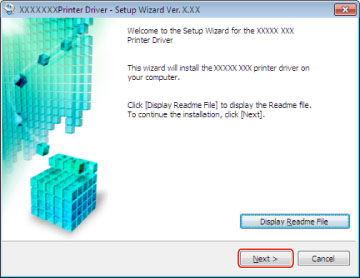 XXXXXXXPrinter Driver - Setup Wizard Ver. X.XX
Welcome to the Setup Wizard for the XXXXX XXX
Printer Driver
This wizard will install the XXXXX XXX printer driver on
your computer.
Click [Display Readme File] to display the Readme file.
To continue the installation, click [Next].
Display Readme File
Next >
Cancel